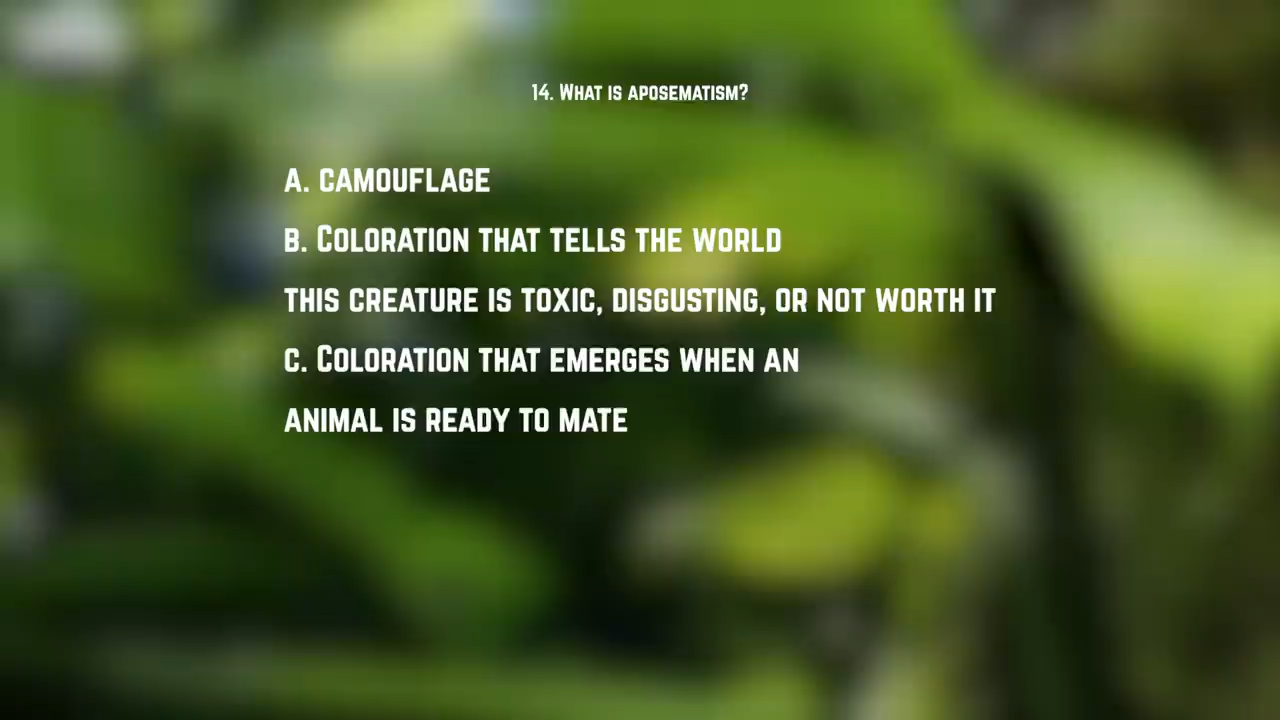 14. What is aposematism?
A. camouflage
B. Coloration that tells the world
this creature is toxic, disgusting, or not worth it
C. Coloration that emerges when an
animal is ready to mate